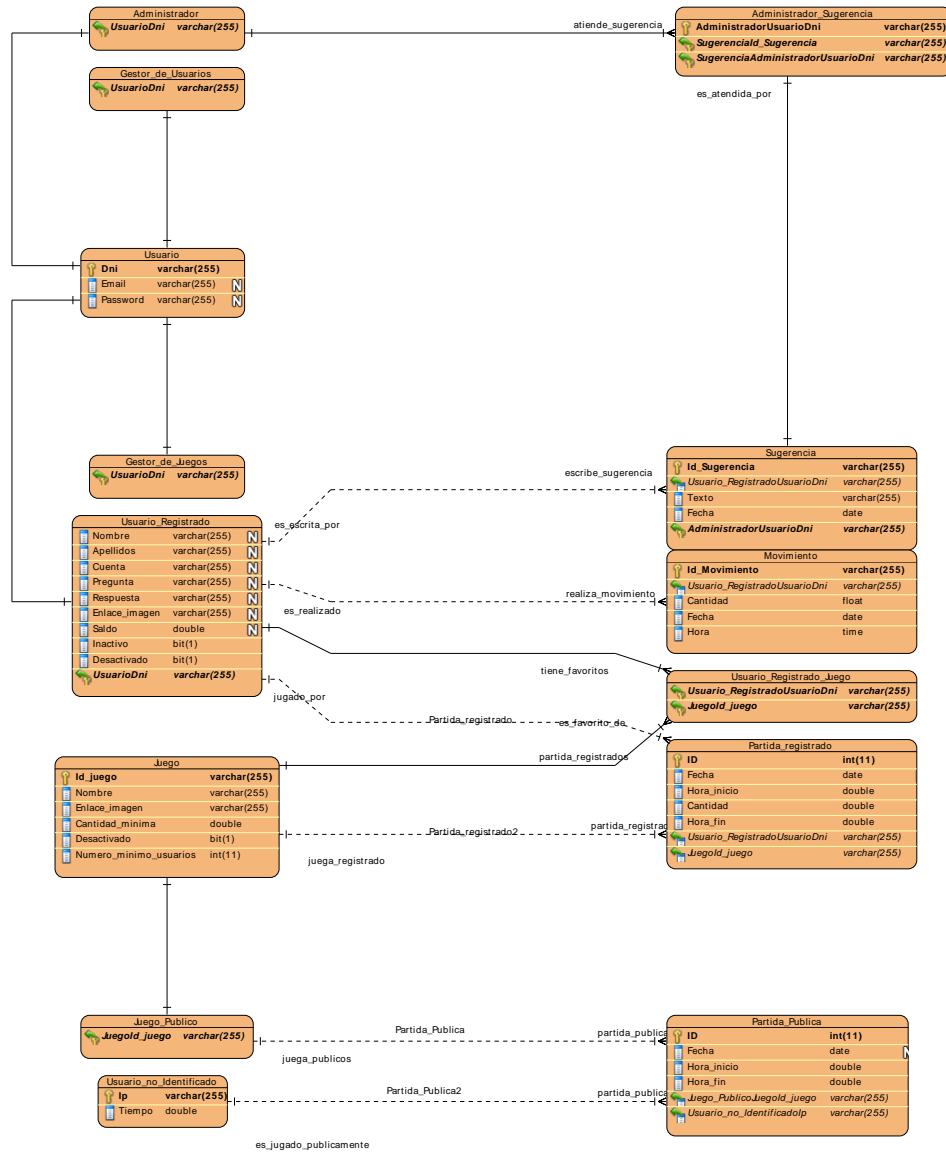 Administrador
UsuarioDni varchar(255)
atiende_sugerencia
Administrador_Sugerencia
AdministradorUsuarioDni varchar(255)
SugerenciaId_Sugerencia varchar(255)
SugerenciaAdministradorUsuarioDni varchar(255)
es_atendida_por
Gestor_de_Usuarios
UsuarioDni varchar(255)
Usuario
Dni varchar(255)
Email varchar(255) N
Password varchar(255) N
Gestor_de_Juegos
UsuarioDni varchar(255)
Usuario_Registrado
Nombre varchar(255) N
Apellidos varchar(255) N
Cuenta varchar(255) N
Pregunta varchar(255) N
Respuesta varchar(255) N
Enlace_imagen varchar(255) N
Saldo double N
Inactivo bit(1)
Desactivado bit(1)
UsuarioDni varchar(255)
escribe_sugerencia
es_escrita_por
Sugerencia
Id_Sugerencia varchar(255)
Usuario_RegistradoUsuarioDni varchar(255)
Texto varchar(255)
Fecha date
AdministradorUsuarioDni varchar(255)
realiza_movimiento
es_realizado
Movimiento
Id_Movimiento varchar(255)
Usuario_RegistradoUsuarioDni varchar(255)
Cantidad float
Fecha date
Hora time
tiene_favoritos
jugado_por
Usuario_Registrado_Juego
Usuario_RegistradoUsuarioDni varchar(255)
JuegoId_juego varchar(255)
Partida_registrado
es_favorito_de
partida_registrados
Partida_registrado
ID int(11)
Fecha date
Hora_inicio double
Cantidad double
Hora_fin double
Usuario_RegistradoUsuarioDni varchar(255)
JuegoId_juego varchar(255)
Juego
Id_juego varchar(255)
Nombre varchar(255)
Enlace_imagen varchar(255)
Cantidad_minima double
Desactivado bit(1)
Numero_minimo_usuarios int(11)
Partida_registrado2
partida_registrad
juega_registrado
Juego_Publico
JuegoId_juego varchar(255)
Partida_Publica
partida_publica
juega_publicos
Partida_Publica
ID int(11)
Fecha date N
Hora_inicio double
Hora_fin double
Juego_PublicoJuegoId_juego varchar(255)
Usuario_no_IdentificadoIp varchar(255)
Usuario_no_Identificado
Ip varchar(255)
Tiempo double
Partida_Publica2
partida_publica
es_jugado_publicamente